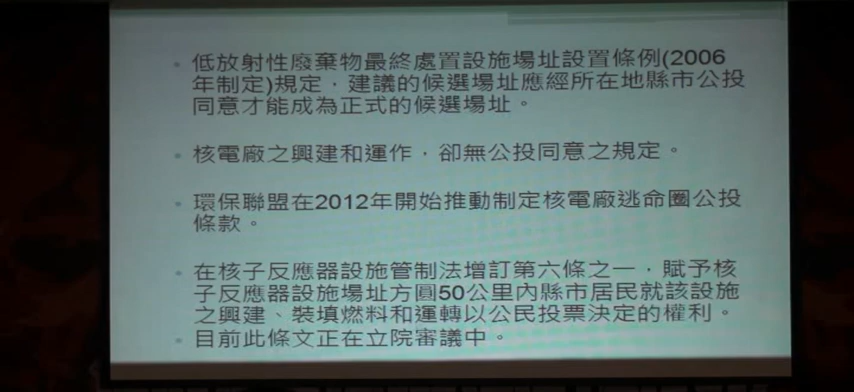 • 低放射性廢棄物最終處置設施場址設置條例(2006
年制定)規定，建議的候選場址應經所在地縣市公投
同意才能成為正式的候選場址。
• 核電廠之興建和運作，卻無公投同意之規定。
• 環保聯盟在2012年開始推動制定核電廠逃命圈公投
條款。
• 在核子反應器設施管制法增訂第六條之一，賦予核
子反應器設施場址方圓50公里內縣市居民就該設施
之興建、裝填燃料和運轉以公民投票決定的權利。
• 目前此條文正在立院審議中。